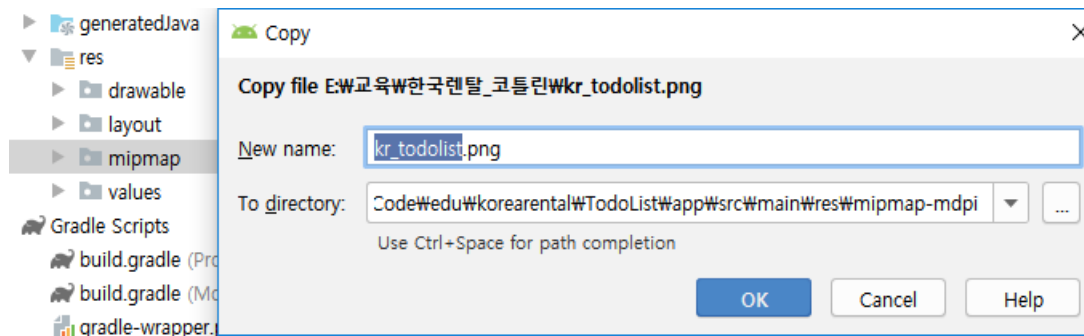 generatedJava
res
drawable
layout
mipmap
values
Gradle Scripts
build.gradle (Pro
build.gradle (Mo
gradle-wrapper.p
Copy
Copy file E:₩교육₩한국렌탈_코틀린₩kr_todolist.png
New name: kr_todolist.png
To directory: Code₩edu₩korearental₩TodoList₩app₩src₩main₩res₩mipmap-mdpi ...
Use Ctrl+Space for path completion
OK Cancel Help